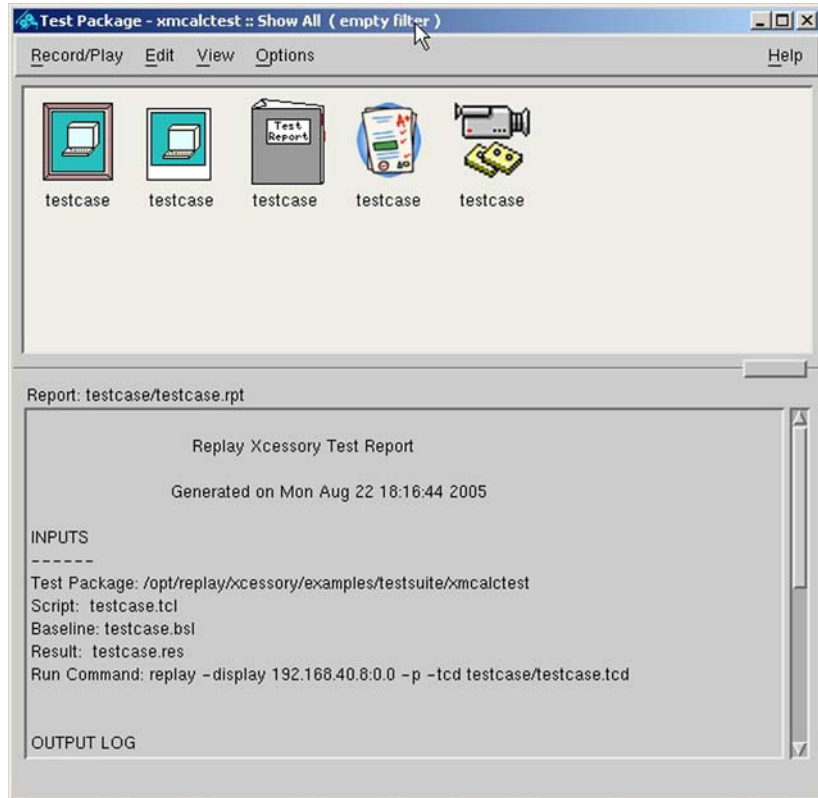 Test Package - xmcalctest :: Show All ( empty filter )
Record/Play Edit View Options Help
Test Report
A+
testcase testcase testcase testcase testcase
Report: testcase/testcase.rpt
Replay Xcessory Test Report
Generated on Mon Aug 22 18:16:44 2005
INPUTS
------
Test Package: /opt/replay/xcessory/examples/testsuite/xmcalctest
Script: testcase.tcl
Baseline: testcase.bsl
Result: testcase.res
Run Command: replay -display 192.168.40.8:0.0 -p -tcd testcase/testcase.tcd
OUTPUT LOG